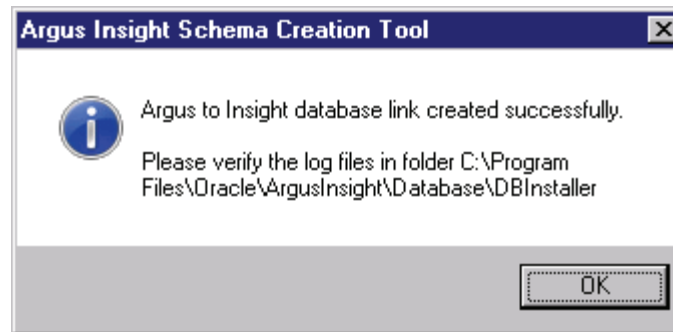 Argus Insight Schema Creation Tool
Argus to Insight database link created successfully.
Please verify the log files in folder C:\Program
Files\Oracle\ArgusInsight\Database\DBInstaller
OK